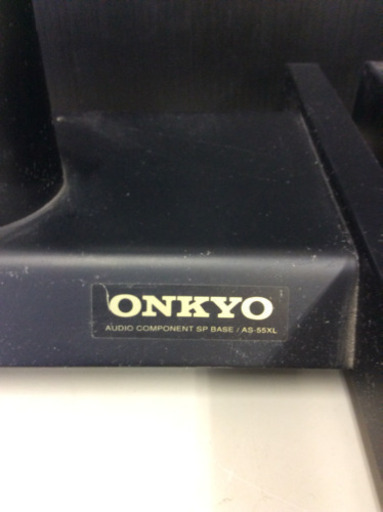 ONKYO
AUDIO COMPONENT SP BASE / AS-55XL